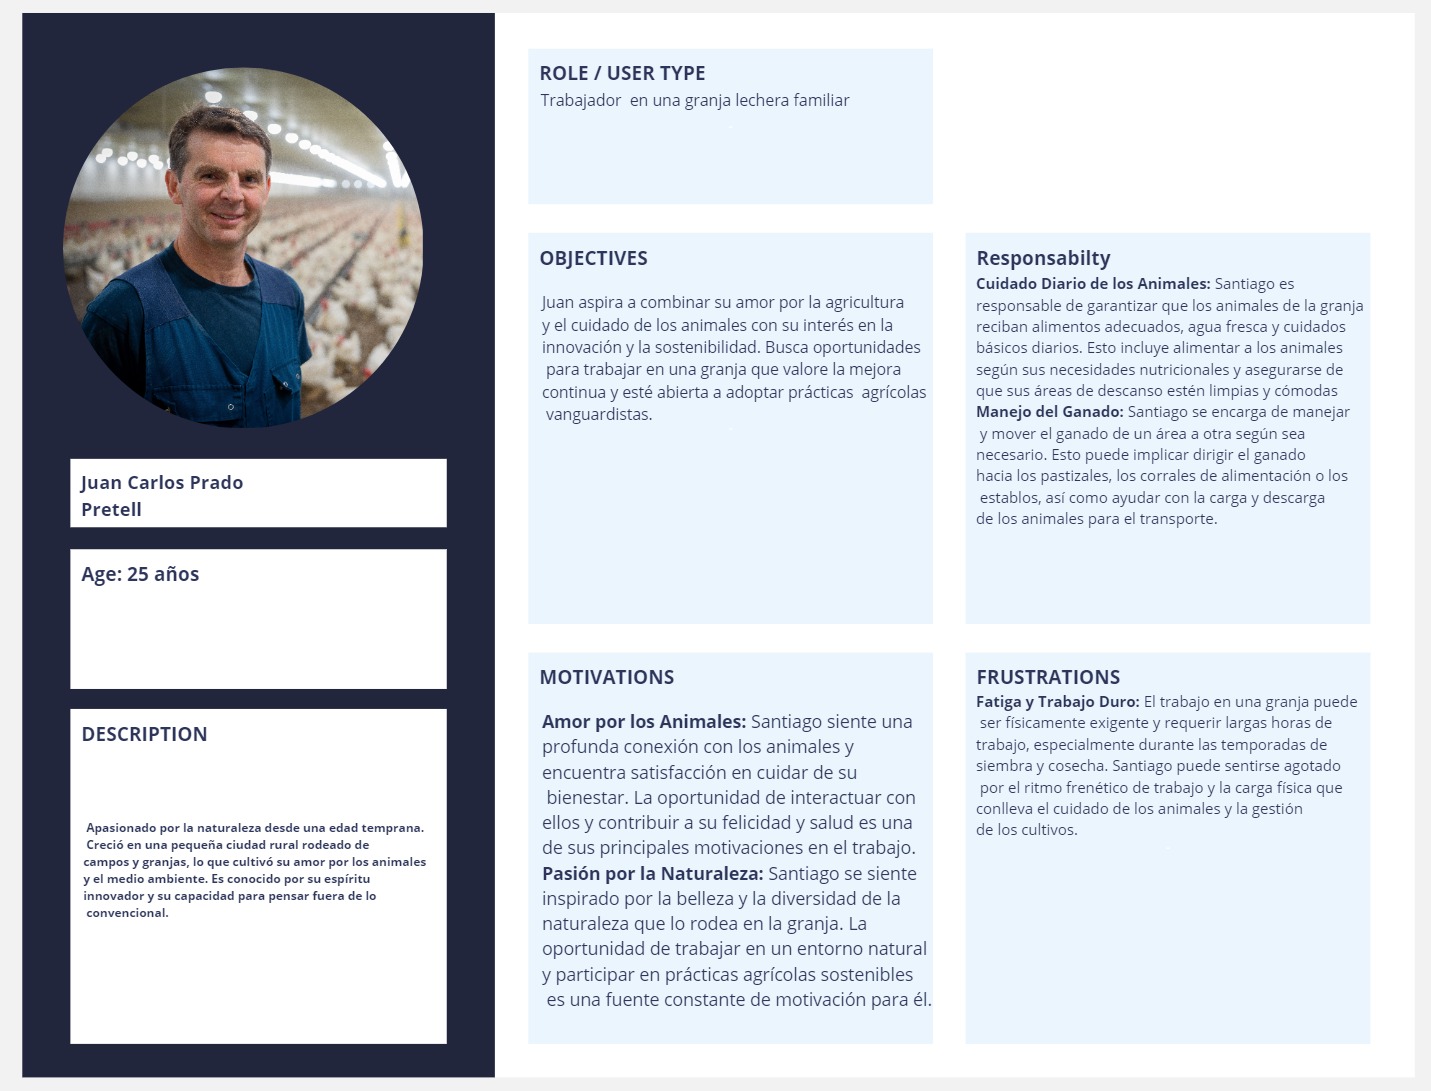 Juan Carlos Prado
Pretell
Age: 25 años
DESCRIPTION
Apasionado por la naturaleza desde una edad temprana.
Creció en una pequeña ciudad rural rodeado de
campos y granjas, lo que cultivó su amor por los animales
y el medio ambiente. Es conocido por su espíritu
innovador y su capacidad para pensar fuera de lo
convencional.
ROLE / USER TYPE
Trabajador  en una granja lechera familiar
OBJECTIVES
Juan aspira a combinar su amor por la agricultura
y el cuidado de los animales con su interés en la
innovación y la sostenibilidad. Busca oportunidades
para trabajar en una granja que valore la mejora
continua y esté abierta a adoptar prácticas  agrícolas
vanguardistas.
Responsabilty
Cuidado Diario de los Animales: Santiago es
responsable de garantizar que los animales de la granja
reciban alimentos adecuados, agua fresca y cuidados
básicos diarios. Esto incluye alimentar a los animales
según sus necesidades nutricionales y asegurarse de
que sus áreas de descanso estén limpias y cómodas
Manejo del Ganado: Santiago se encarga de manejar
y mover el ganado de un área a otra según sea
necesario. Esto puede implicar dirigir el ganado
hacia los pastizales, los corrales de alimentación o los
establos, así como ayudar con la carga y descarga
de los animales para el transporte.
MOTIVATIONS
Amor por los Animales: Santiago siente una
profunda conexión con los animales y
encuentra satisfacción en cuidar de su
bienestar. La oportunidad de interactuar con
ellos y contribuir a su felicidad y salud es una
de sus principales motivaciones en el trabajo.
Pasión por la Naturaleza: Santiago se siente
inspirado por la belleza y la diversidad de la
naturaleza que lo rodea en la granja. La
oportunidad de trabajar en un entorno natural
y participar en prácticas agrícolas sostenibles
es una fuente constante de motivación para él.
FRUSTRATIONS
Fatiga y Trabajo Duro: El trabajo en una granja puede
ser físicamente exigente y requerir largas horas de
trabajo, especialmente durante las temporadas de
siembra y cosecha. Santiago puede sentirse agotado
por el ritmo frenético de trabajo y la carga física que
conlleva el cuidado de los animales y la gestión
de los cultivos.